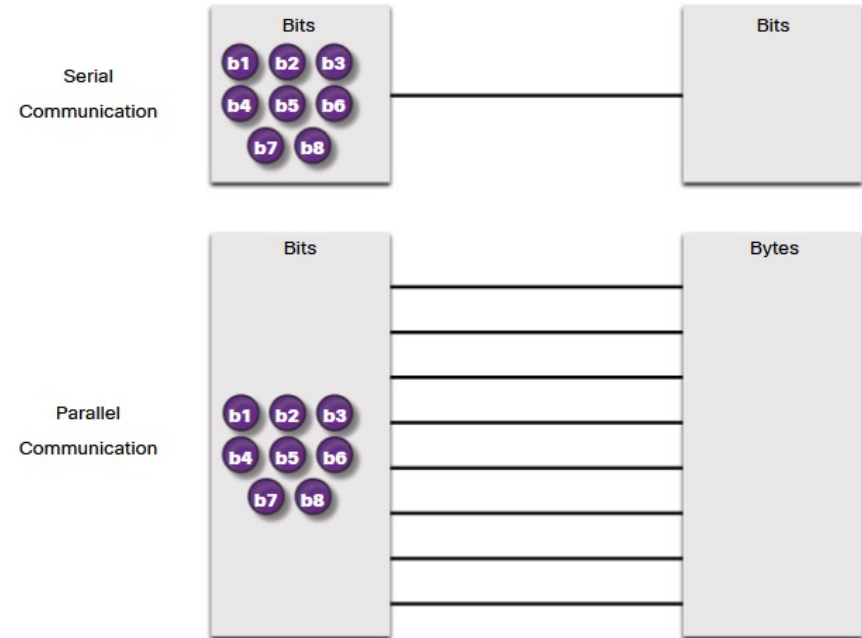 Serial
Communication
Bits
b1 b2 b3
b4 b5 b6
b7 b8
Bits
Parallel
Communication
Bits
b1 b2 b3
b4 b5 b6
b7 b8
Bytes